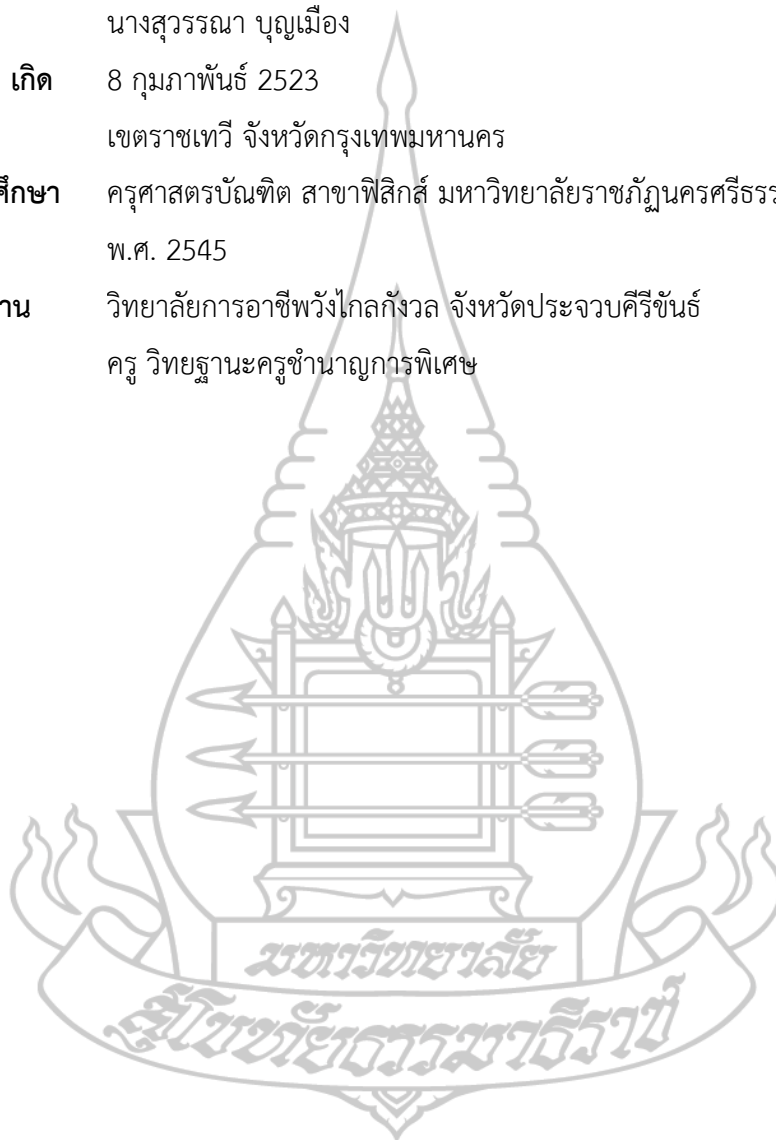 นางสุวรรณา บุญเมือง
เกิด 8 กุมภาพันธ์ 2523
เขตราชเทวี จังหวัดกรุงเทพมหานคร
ศึกษา ครุศาสตรบัณฑิต สาขาฟิสิกส์ มหาวิทยาลัยราชภัฏนครศรีธรร
พ.ศ. 2545
าน วิทยาลัยการอาชีพวังไกลกังวล จังหวัดประจวบคีรีขันธ์
ครู วิทยฐานะครูชำนาญการพิเศษ
มหาวิทยาลัย
สุโขทัยธรรมาธิราช